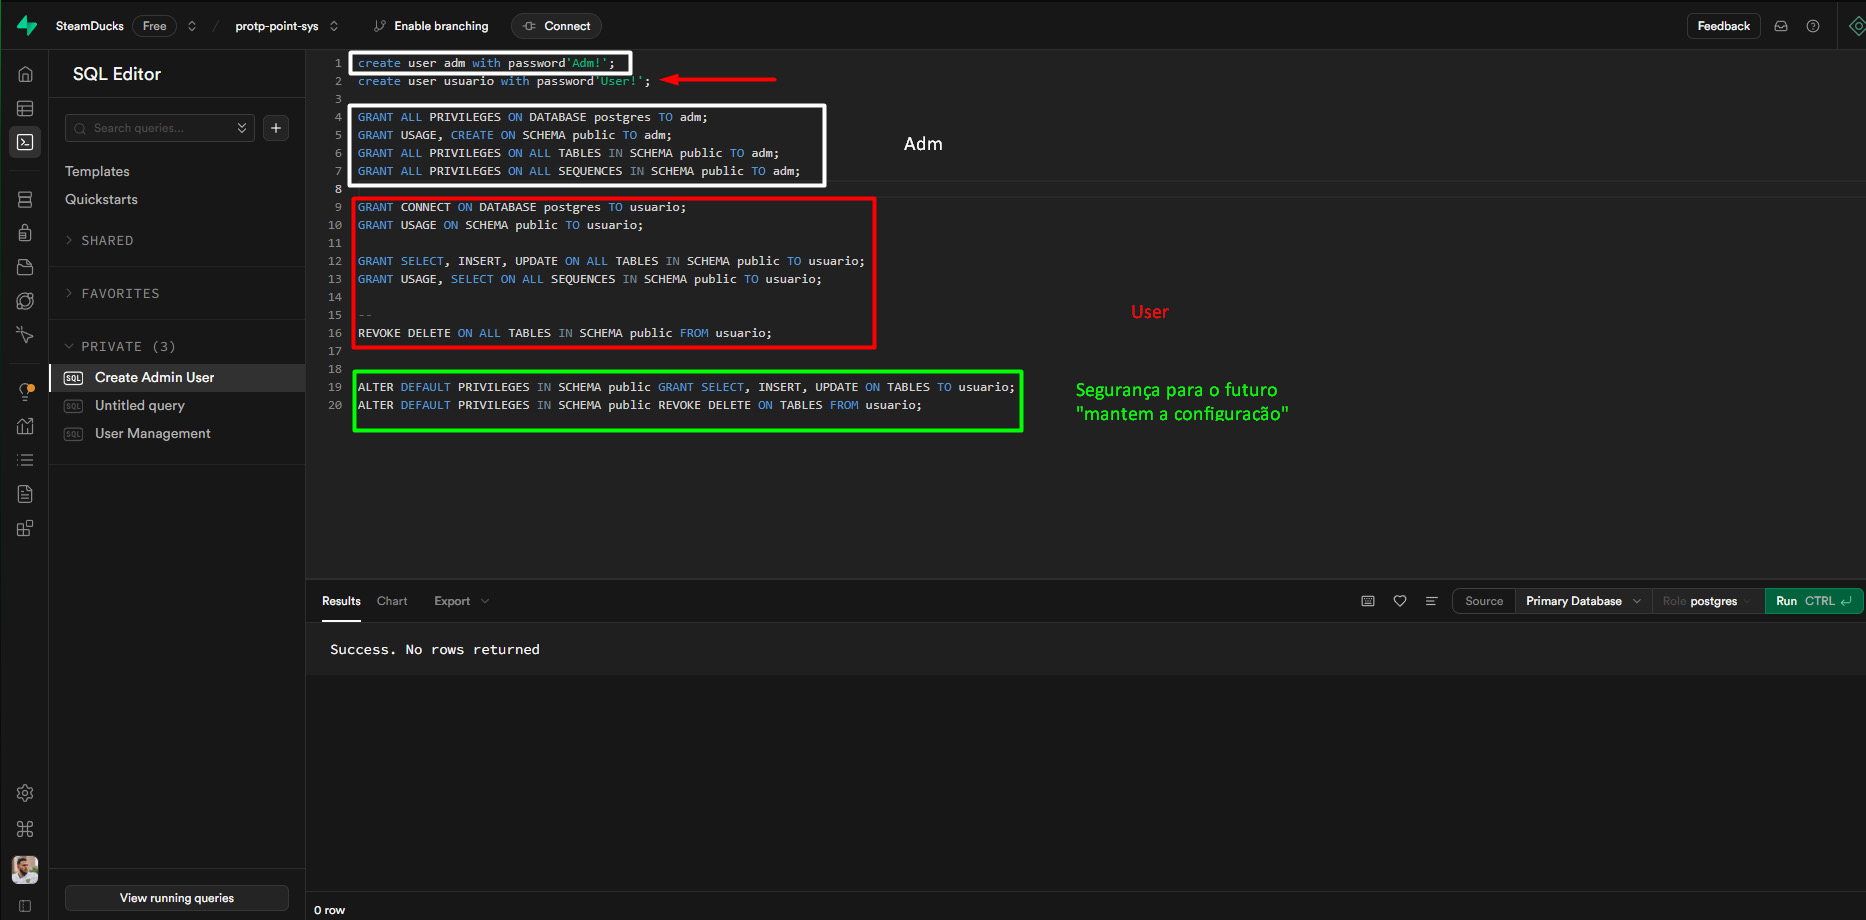 SteamDucks Free protp-point-sys Enable branching Connect Feedback
SQL Editor
Search queries...
Templates
Quickstarts
SHARED
FAVORITES
PRIVATE (3)
SQL Create Admin User
SQL Untitled query
SQL User Management
View running queries
1 create user adm with password'Adm!';
2 create user usuario with password'User!';
3
4 GRANT ALL PRIVILEGES ON DATABASE postgres TO adm;
5 GRANT USAGE, CREATE ON SCHEMA public TO adm;
6 GRANT ALL PRIVILEGES ON ALL TABLES IN SCHEMA public TO adm;
7 GRANT ALL PRIVILEGES ON ALL SEQUENCES IN SCHEMA public TO adm;
8
9 GRANT CONNECT ON DATABASE postgres TO usuario;
10 GRANT USAGE ON SCHEMA public TO usuario;
11
12 GRANT SELECT, INSERT, UPDATE ON ALL TABLES IN SCHEMA public TO usuario;
13 GRANT USAGE, SELECT ON ALL SEQUENCES IN SCHEMA public TO usuario;
14
15 --
16 REVOKE DELETE ON ALL TABLES IN SCHEMA public FROM usuario;
17
18
19 ALTER DEFAULT PRIVILEGES IN SCHEMA public GRANT SELECT, INSERT, UPDATE ON TABLES TO usuario;
20 ALTER DEFAULT PRIVILEGES IN SCHEMA public REVOKE DELETE ON TABLES FROM usuario;
Adm
User
Segurança para o futuro
"mantem a configuração"
Results Chart Export Source Primary Database Role postgres Run CTRL
Success. No rows returned
0 row